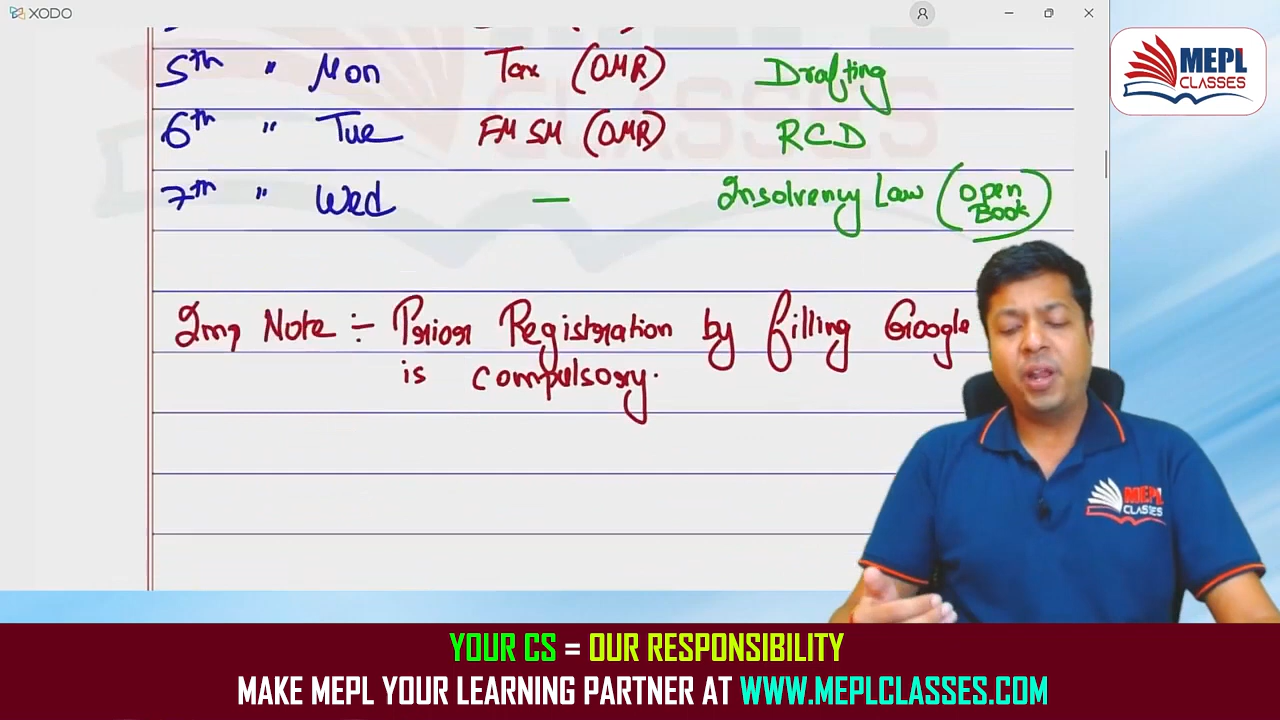 XODO
MEPL
CLASSES
5th " Mon Tax (OMR) Drafting
6th " Tue FM SM (OMR) RCD
7th " Wed — Insolvency Law (Open Book)
Imp Note :- Prior Registration by filling Google
is compulsory.
MEPL
CLASSES
YOUR CS = OUR RESPONSIBILITY
MAKE MEPL YOUR LEARNING PARTNER AT WWW.MEPLCLASSES.COM